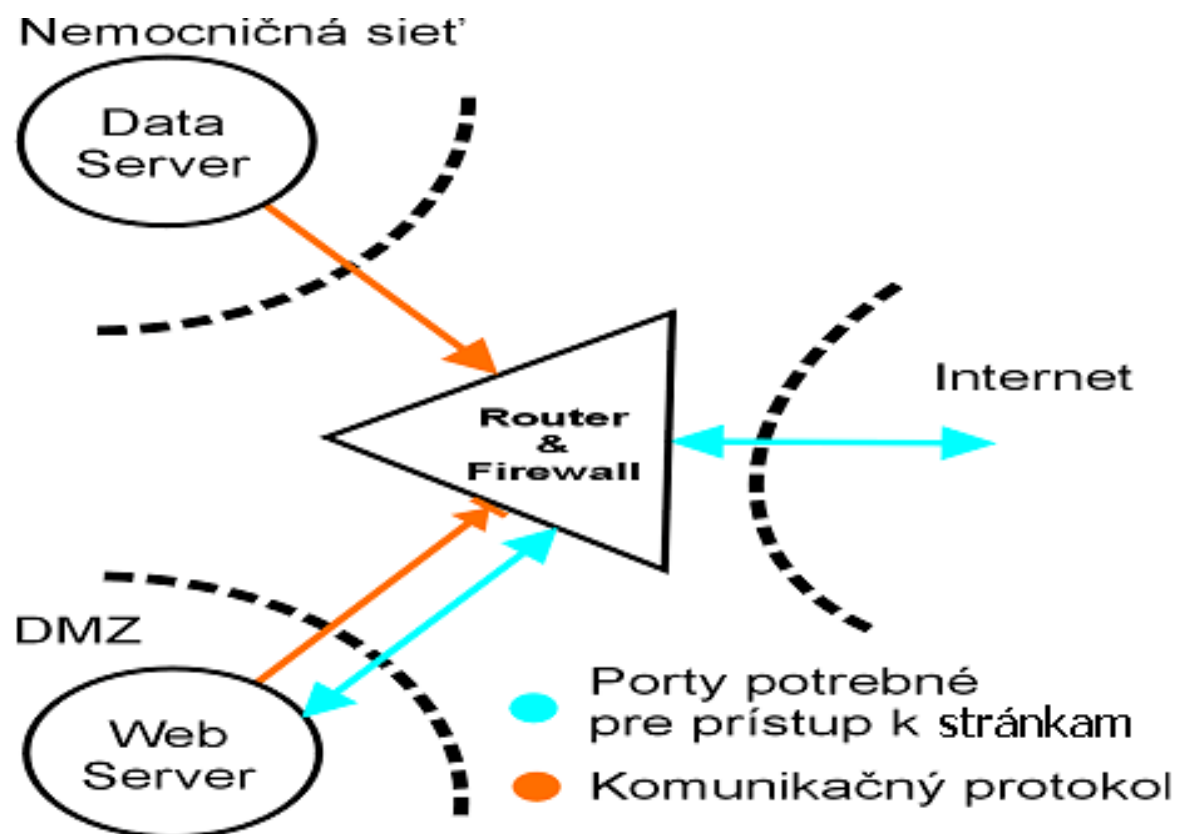 Nemocničná sieť
Data
Server
Router
&
Firewall
Internet
DMZ
Web
Server
Porty potrebné
pre prístup k stránkam
Komunikačný protokol